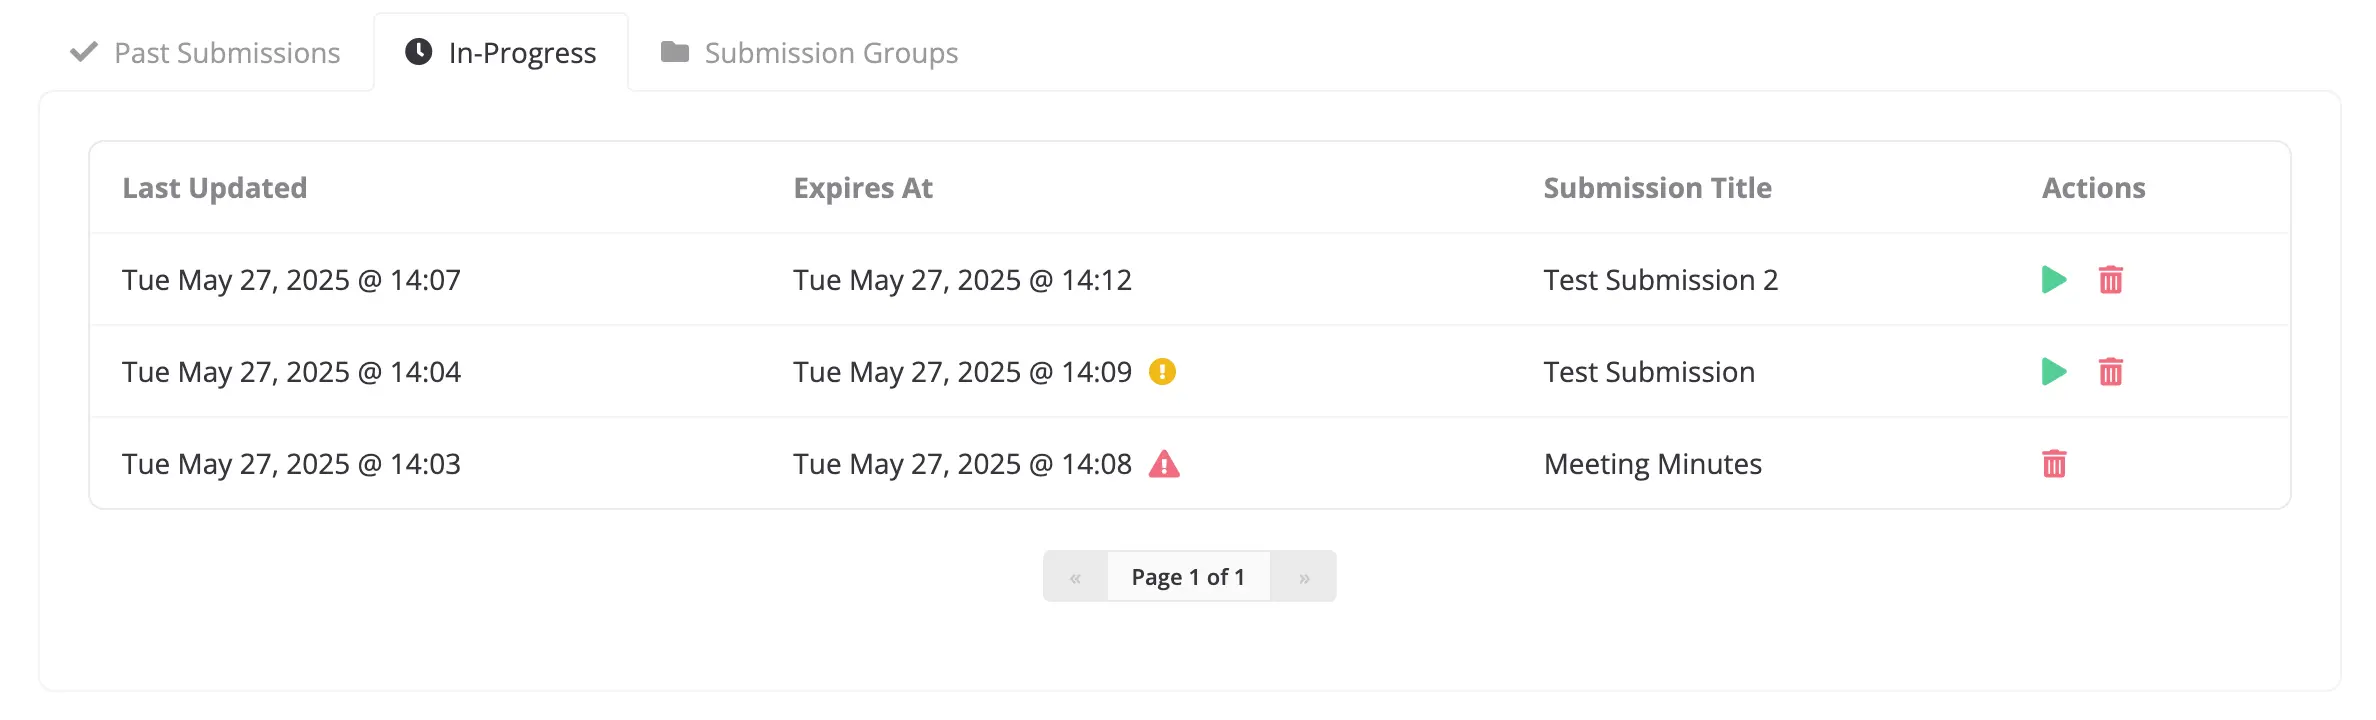 Past Submissions In-Progress Submission Groups
Last Updated Expires At Submission Title Actions
Tue May 27, 2025 @ 14:07 Tue May 27, 2025 @ 14:12 Test Submission 2
Tue May 27, 2025 @ 14:04 Tue May 27, 2025 @ 14:09 Test Submission
Tue May 27, 2025 @ 14:03 Tue May 27, 2025 @ 14:08 Meeting Minutes
« Page 1 of 1 »